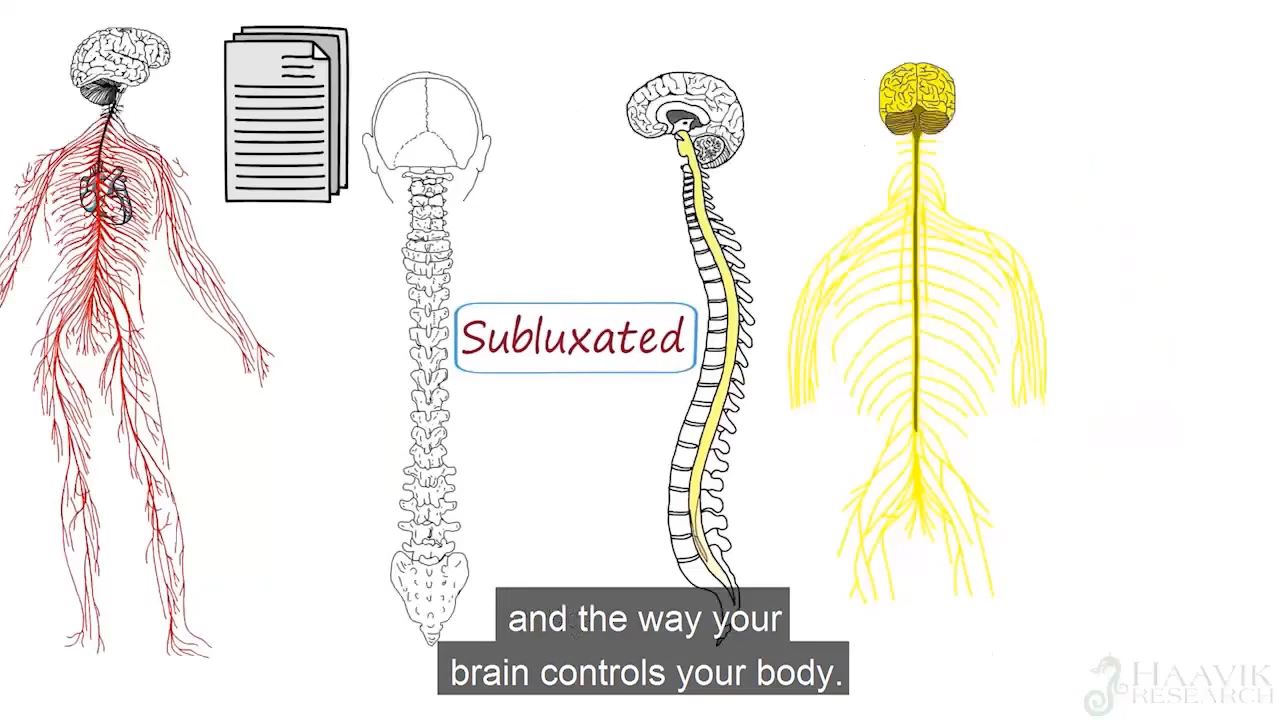 Subluxated
and the way your
brain controls your body.
HAAVIK
RESEARCH